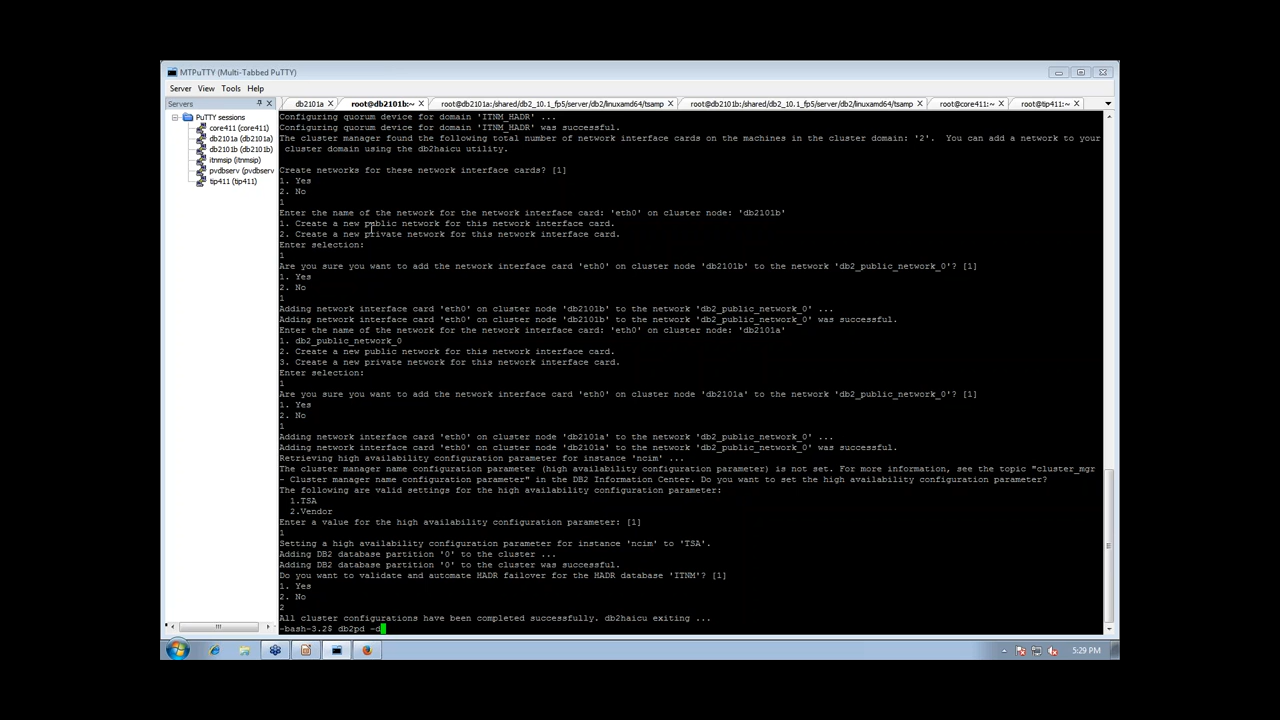 MTPuTTY (Multi-Tabbed PuTTY)
Server View Tools Help
Servers
db2101a
root@db2101b:~
root@db2101a:/shared/db2_10.1_fp5/server/db2/linuxamd64/tsamp
root@db2101b:/shared/db2_10.1_fp5/server/db2/linuxamd64/tsamp
root@core411:~
root@tip411:~
PuTTY sessions
core411 (core411)
db2101a (db2101a)
db2101b (db2101b)
itnmsip (itnmsip)
pvdbserv (pvdbserv
tip411 (tip411)
Configuring quorum device for domain 'ITNM_HADR' ...
Configuring quorum device for domain 'ITNM_HADR' was successful.
The cluster manager found the following total number of network interface cards on the machines in the cluster domain: '2'.  You can add a network to your
cluster domain using the db2haicu utility.
Create networks for these network interface cards? [1]
1. Yes
2. No
1
Enter the name of the network for the network interface card: 'eth0' on cluster node: 'db2101b'
1. Create a new public network for this network interface card.
2. Create a new private network for this network interface card.
Enter selection:
1
Are you sure you want to add the network interface card 'eth0' on cluster node 'db2101b' to the network 'db2_public_network_0'? [1]
1. Yes
2. No
1
Adding network interface card 'eth0' on cluster node 'db2101b' to the network 'db2_public_network_0' ...
Adding network interface card 'eth0' on cluster node 'db2101b' to the network 'db2_public_network_0' was successful.
Enter the name of the network for the network interface card: 'eth0' on cluster node: 'db2101a'
1. db2_public_network_0
2. Create a new public network for this network interface card.
3. Create a new private network for this network interface card.
Enter selection:
1
Are you sure you want to add the network interface card 'eth0' on cluster node 'db2101a' to the network 'db2_public_network_0'? [1]
1. Yes
2. No
1
Adding network interface card 'eth0' on cluster node 'db2101a' to the network 'db2_public_network_0' ...
Adding network interface card 'eth0' on cluster node 'db2101a' to the network 'db2_public_network_0' was successful.
Retrieving high availability configuration parameter for instance 'ncim' ...
The cluster manager name configuration parameter (high availability configuration parameter) is not set. For more information, see the topic "cluster_mgr
- Cluster manager name configuration parameter" in the DB2 Information Center. Do you want to set the high availability configuration parameter?
The following are valid settings for the high availability configuration parameter:
1.TSA
2.Vendor
Enter a value for the high availability configuration parameter: [1]
1
Setting a high availability configuration parameter for instance 'ncim' to 'TSA'.
Adding DB2 database partition '0' to the cluster ...
Adding DB2 database partition '0' to the cluster was successful.
Do you want to validate and automate HADR failover for the HADR database 'ITNM'? [1]
1. Yes
2. No
2
All cluster configurations have been completed successfully. db2haicu exiting ...
-bash-3.2$ db2pd -d
5:29 PM